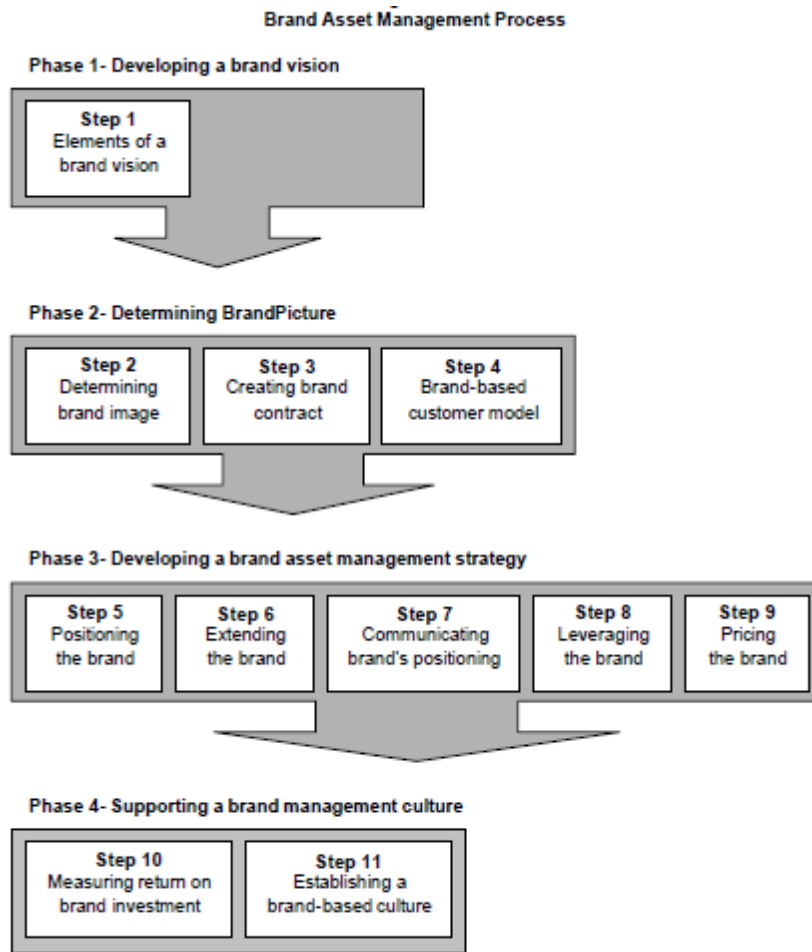 Brand Asset Management Process
Phase 1- Developing a brand vision
Step 1
Elements of a
brand vision
Phase 2- Determining BrandPicture
Step 2
Determining
brand image
Step 3
Creating brand
contract
Step 4
Brand-based
customer model
Phase 3- Developing a brand asset management strategy
Step 5
Positioning
the brand
Step 6
Extending
the brand
Step 7
Communicating
brand's positioning
Step 8
Leveraging
the brand
Step 9
Pricing
the brand
Phase 4- Supporting a brand management culture
Step 10
Measuring return on
brand investment
Step 11
Establishing a
brand-based culture